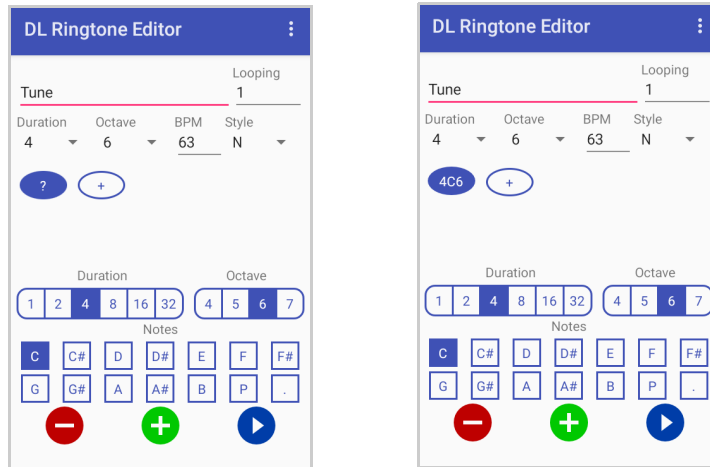 DL Ringtone Editor
Looping
Tune 1
Duration Octave BPM Style
4 6 63 N
? +
Duration Octave
1 2 4 8 16 32 4 5 6 7
Notes
C C# D D# E F F#
G G# A A# B P .
DL Ringtone Editor
Looping
Tune 1
Duration Octave BPM Style
4 6 63 N
4C6 +
Duration Octave
1 2 4 8 16 32 4 5 6 7
Notes
C C# D D# E F F#
G G# A A# B P .